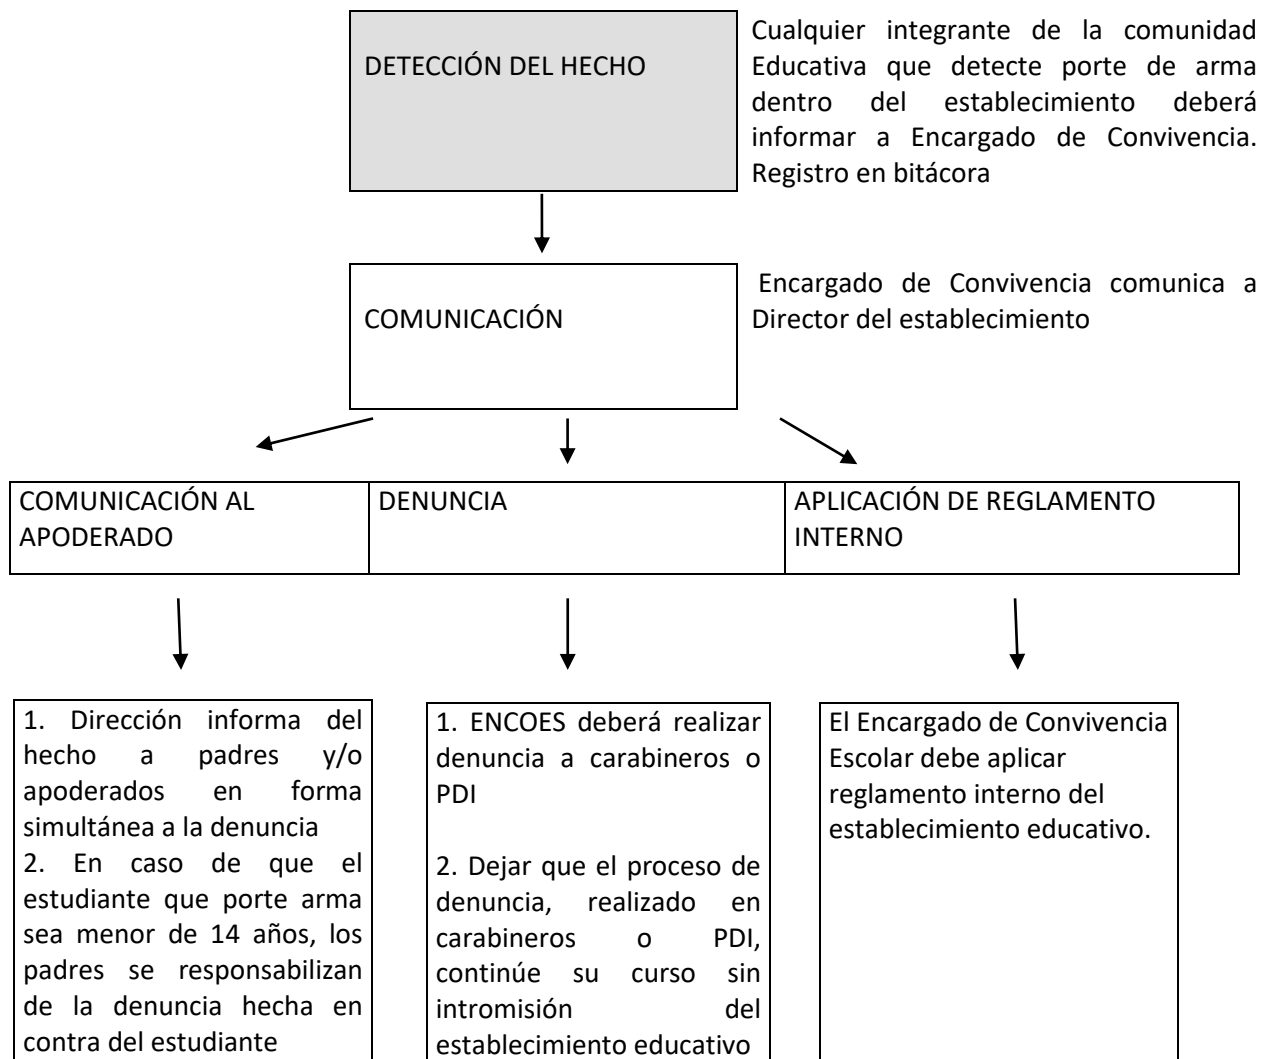 DETECCIÓN DEL HECHO
Cualquier integrante de la comunidad
Educativa que detecte porte de arma
dentro del establecimiento deberá
informar a Encargado de Convivencia.
Registro en bitácora
COMUNICACIÓN
Encargado de Convivencia comunica a
Director del establecimiento
COMUNICACIÓN AL
APODERADO
DENUNCIA
APLICACIÓN DE REGLAMENTO
INTERNO
1. Dirección informa del
hecho a padres y/o
apoderados en forma
simultánea a la denuncia
2. En caso de que el
estudiante que porte arma
sea menor de 14 años, los
padres se responsabilizan
de la denuncia hecha en
contra del estudiante
1. ENCOES deberá realizar
denuncia a carabineros o
PDI
2. Dejar que el proceso de
denuncia, realizado en
carabineros o PDI,
continúe su curso sin
intromisión del
establecimiento educativo
El Encargado de Convivencia
Escolar debe aplicar
reglamento interno del
establecimiento educativo.